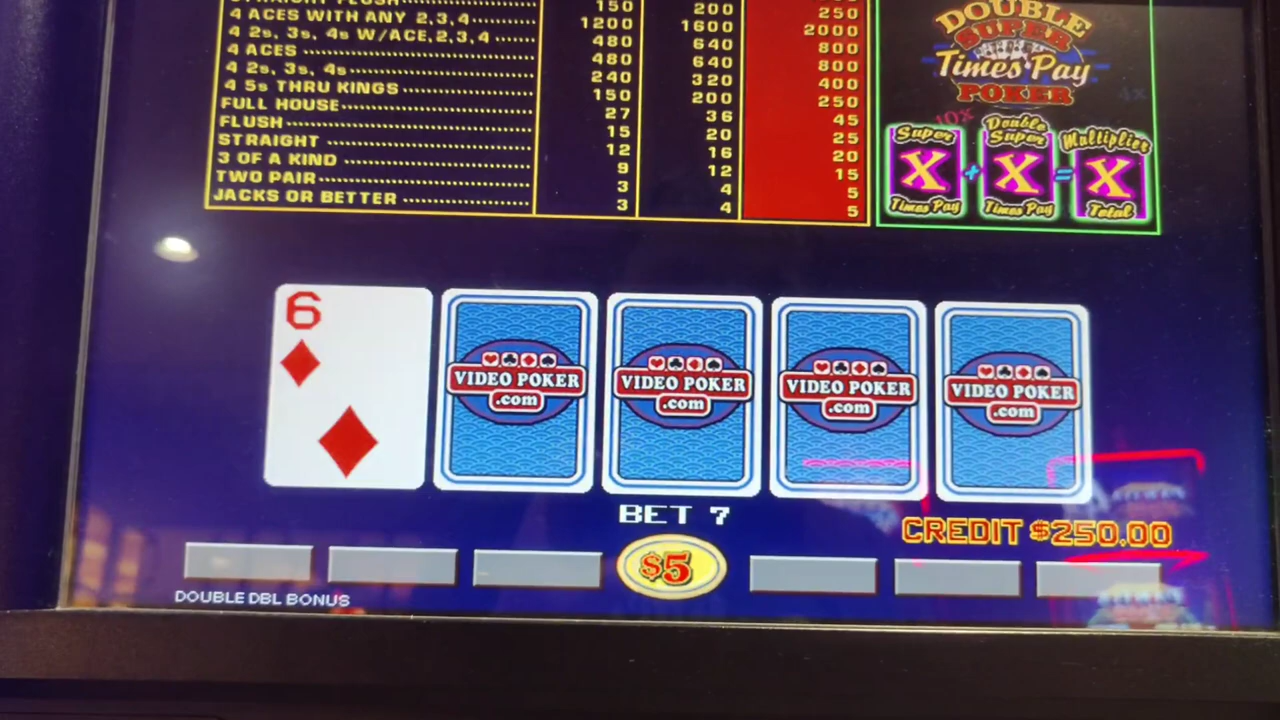 STRAIGHT FLUSH 150 200 250
4 ACES WITH ANY 2,3,4 1200 1600 2000
4 2s, 3s, 4s W/ACE,2,3,4 480 640 800
4 ACES 480 640 800
4 2s, 3s, 4s 240 320 400
4 5s THRU KINGS 150 200 250
FULL HOUSE 27 36 45
FLUSH 15 20 25
STRAIGHT 12 16 20
3 OF A KIND 9 12 15
TWO PAIR 3 4 5
JACKS OR BETTER 3 4 5
DOUBLE
SUPER
Times Pay
POKER
10x
4x
Super X Times Pay
+
Double Super X Times Pay
=
Multiplier X Total
6
VIDEO POKER
.com
VIDEO POKER
.com
VIDEO POKER
.com
VIDEO POKER
.com
BET 7
CREDIT $250.00
$5
DOUBLE DBL BONUS